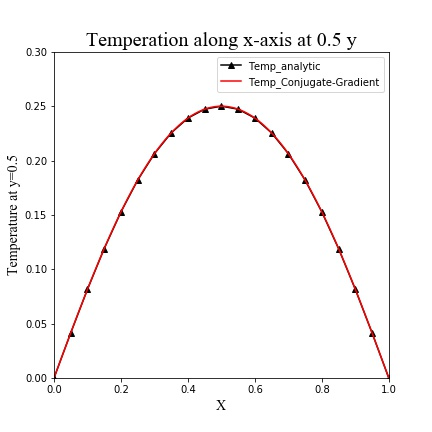 Temperation along x-axis at 0.5 y
Temp_analytic
Temp_Conjugate-Gradient
Temperature at y=0.5
0.30
0.25
0.20
0.15
0.10
0.05
0.00
0.0 0.2 0.4 0.6 0.8 1.0
X